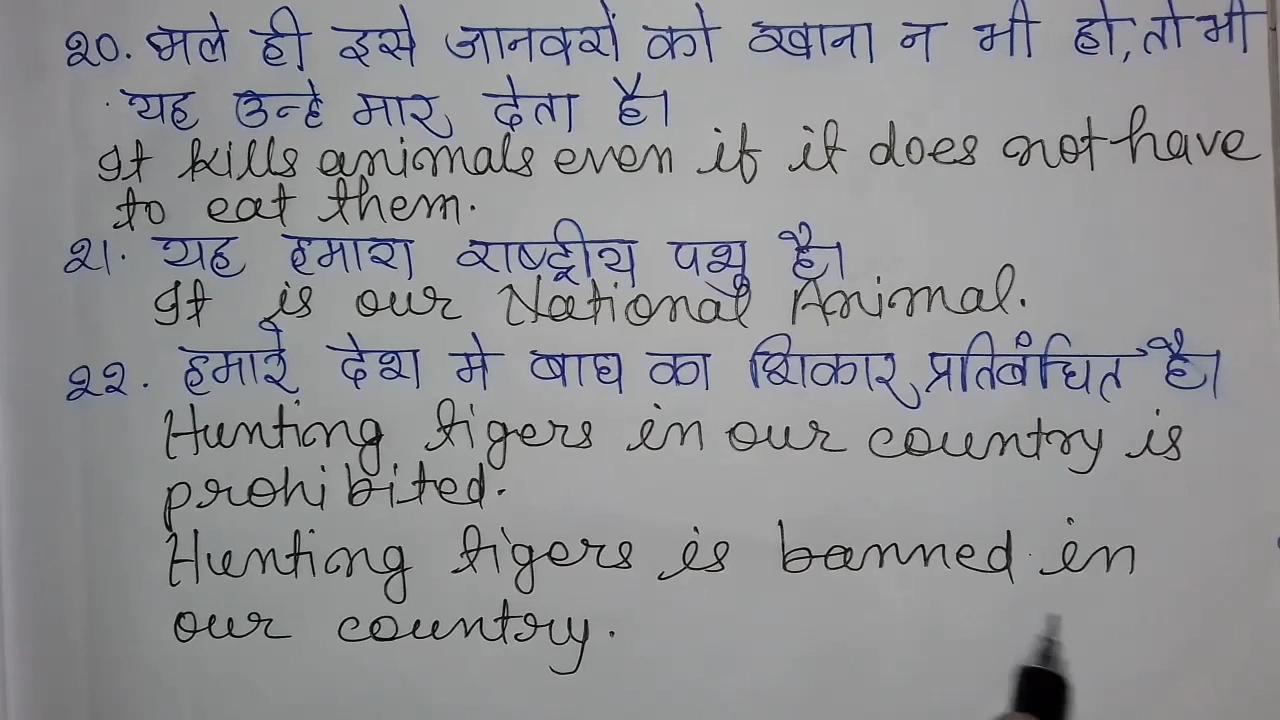 २०. भले ही इसे जानवरों को खाना न भी हो, तो भी
यह उन्हे मार देता है।
It kills animals even if it does not have
to eat them.
२१. यह हमारा राष्ट्रीय पशु है।
It is our National Animal.
२२. हमारे देश मे बाघ का शिकार प्रतिबंधित है।
Hunting tigers in our country is
prohibited.
Hunting tigers is banned in
our country.